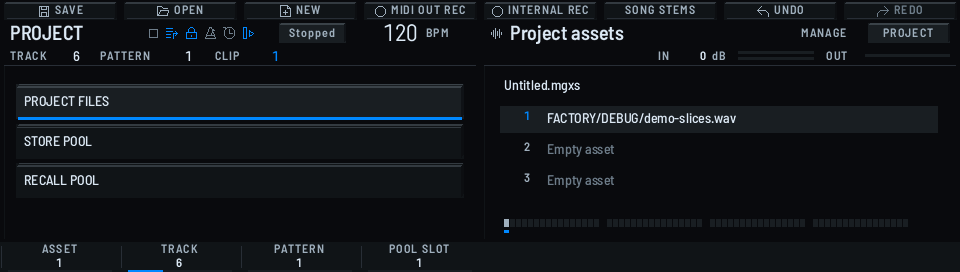 SAVE OPEN NEW MIDI OUT REC INTERNAL REC SONG STEMS UNDO REDO
PROJECT Stopped 120 BPM Project assets MANAGE PROJECT
TRACK 6 PATTERN 1 CLIP 1 IN 0 dB OUT
Untitled.mgxs
PROJECT FILES
1 FACTORY/DEBUG/demo-slices.wav
STORE POOL
2 Empty asset
RECALL POOL
3 Empty asset
ASSET TRACK PATTERN POOL SLOT
1 6 1 1